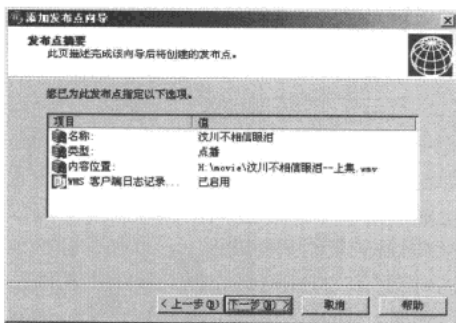 添加发布点向导
发布点摘要
此页描述完成该向导后将创建的发布点。
您已为此发布点指定以下选项。
项目 值
名称: 汶川不相信眼泪
类型: 点播
内容位置: H:\movie\汶川不相信眼泪--上集.wmv
WMS 客户端日志记录... 已启用
< 上一步(B) 下一步(N) > 取消 帮助